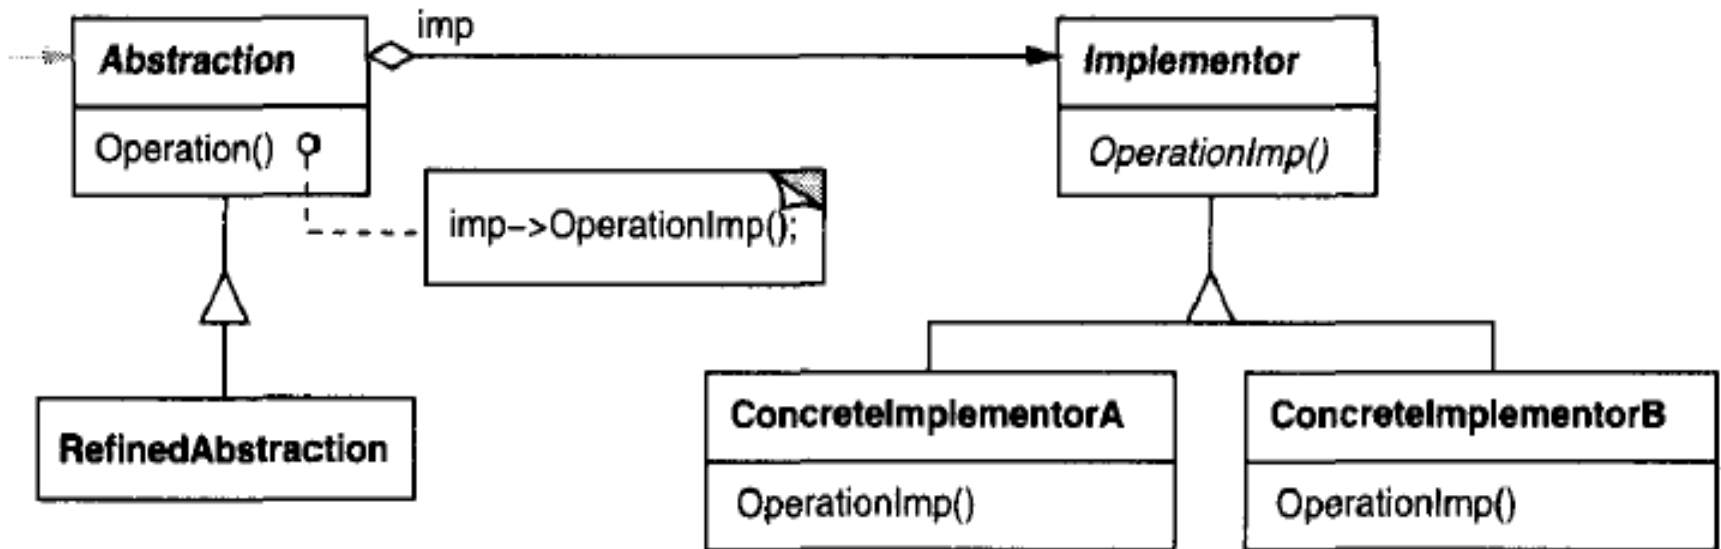 imp
Abstraction
Implementor
Operation()
OperationImp()
imp->OperationImp();
RefinedAbstraction
ConcreteImplementorA
ConcreteImplementorB
OperationImp()
OperationImp()